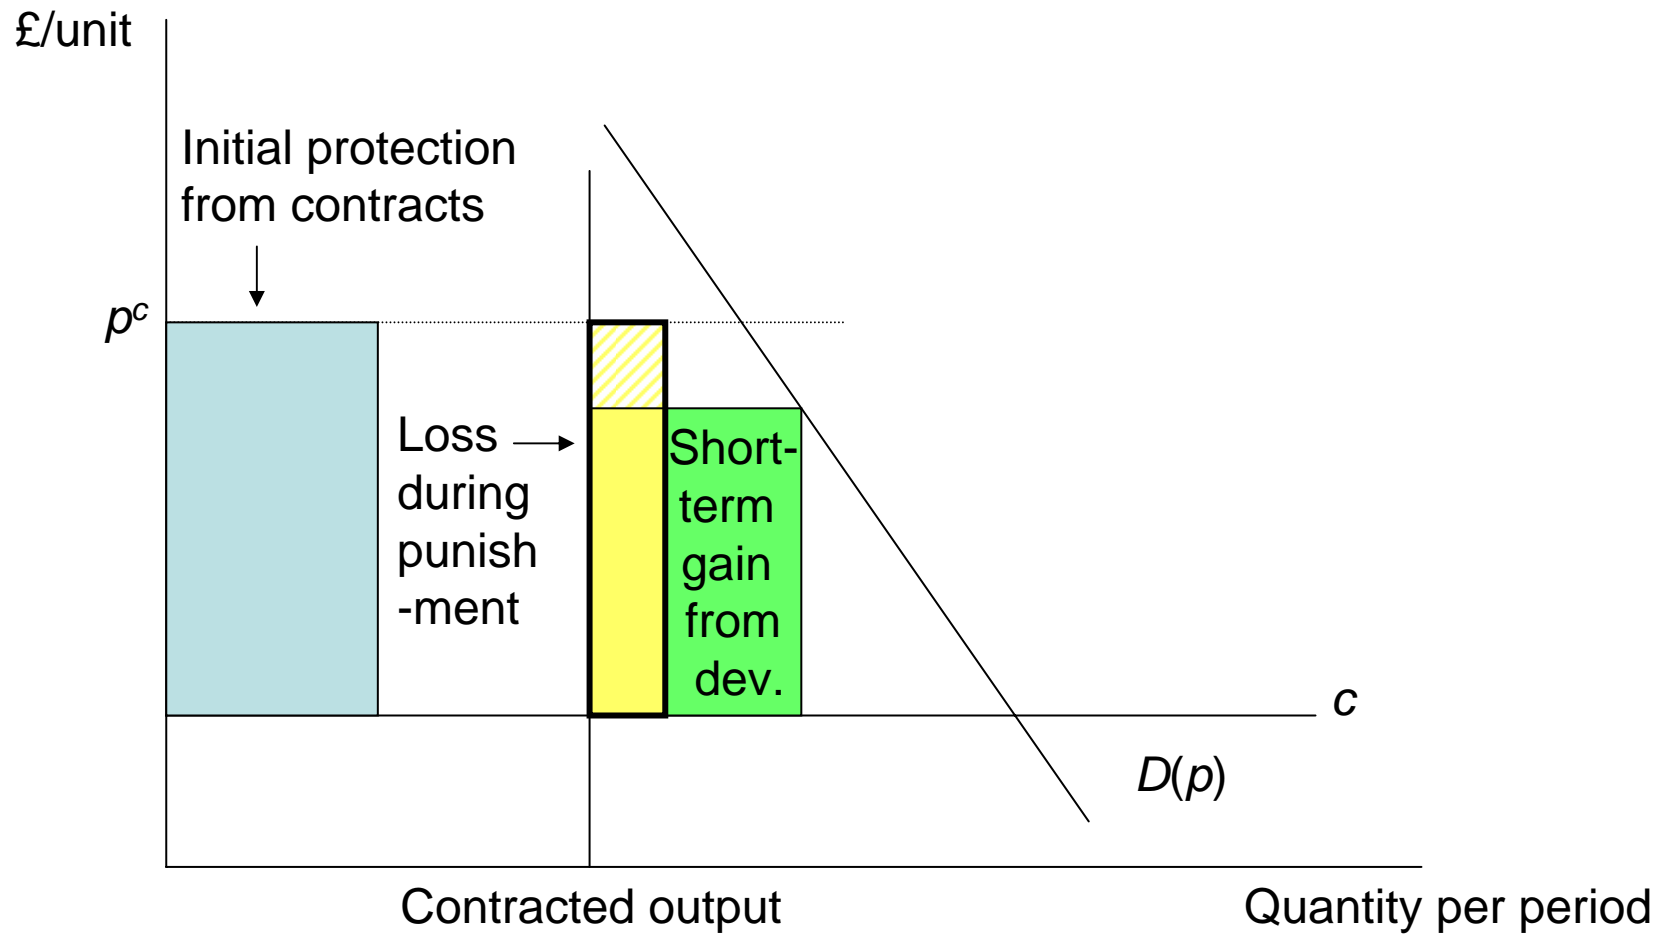 £/unit
Initial protection
from contracts
pᶜ
Loss
during
punish
-ment
Short-
term
gain
from
dev.
c
D(p)
Contracted output
Quantity per period